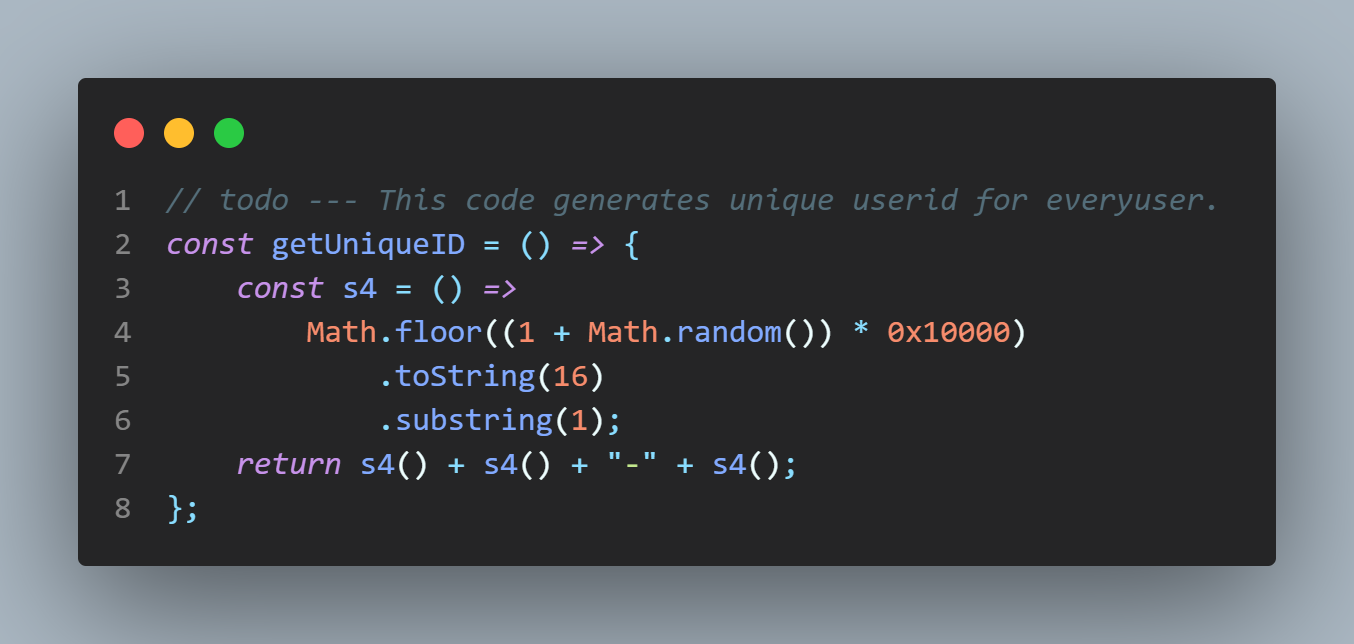 1 // todo --- This code generates unique userid for everyuser.
2 const getUniqueID = () => {
3     const s4 = () =>
4         Math.floor((1 + Math.random()) * 0x10000)
5             .toString(16)
6             .substring(1);
7     return s4() + s4() + "-" + s4();
8 };